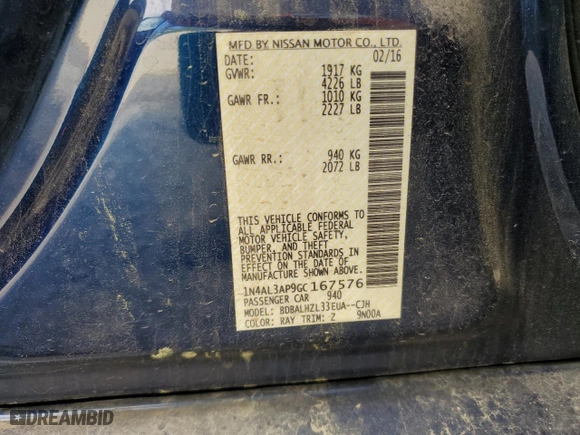 MFD BY NISSAN MOTOR CO., LTD.
DATE: 02/16
GVWR: 1917 KG
4226 LB
GAWR FR.: 1010 KG
2227 LB
GAWR RR.: 940 KG
2072 LB
THIS VEHICLE CONFORMS TO
ALL APPLICABLE FEDERAL
MOTOR VEHICLE SAFETY,
BUMPER, AND THEFT
PREVENTION STANDARDS
IN EFFECT ON THE DATE OF
MANUFACTURE SHOWN ABOVE.
1N4AL3AP9GC167576
PASSENGER CAR 940
MODEL: BDBALHZL33EUA--CJH
COLOR: RAY TRIM: Z 9N00A
DREAMBID